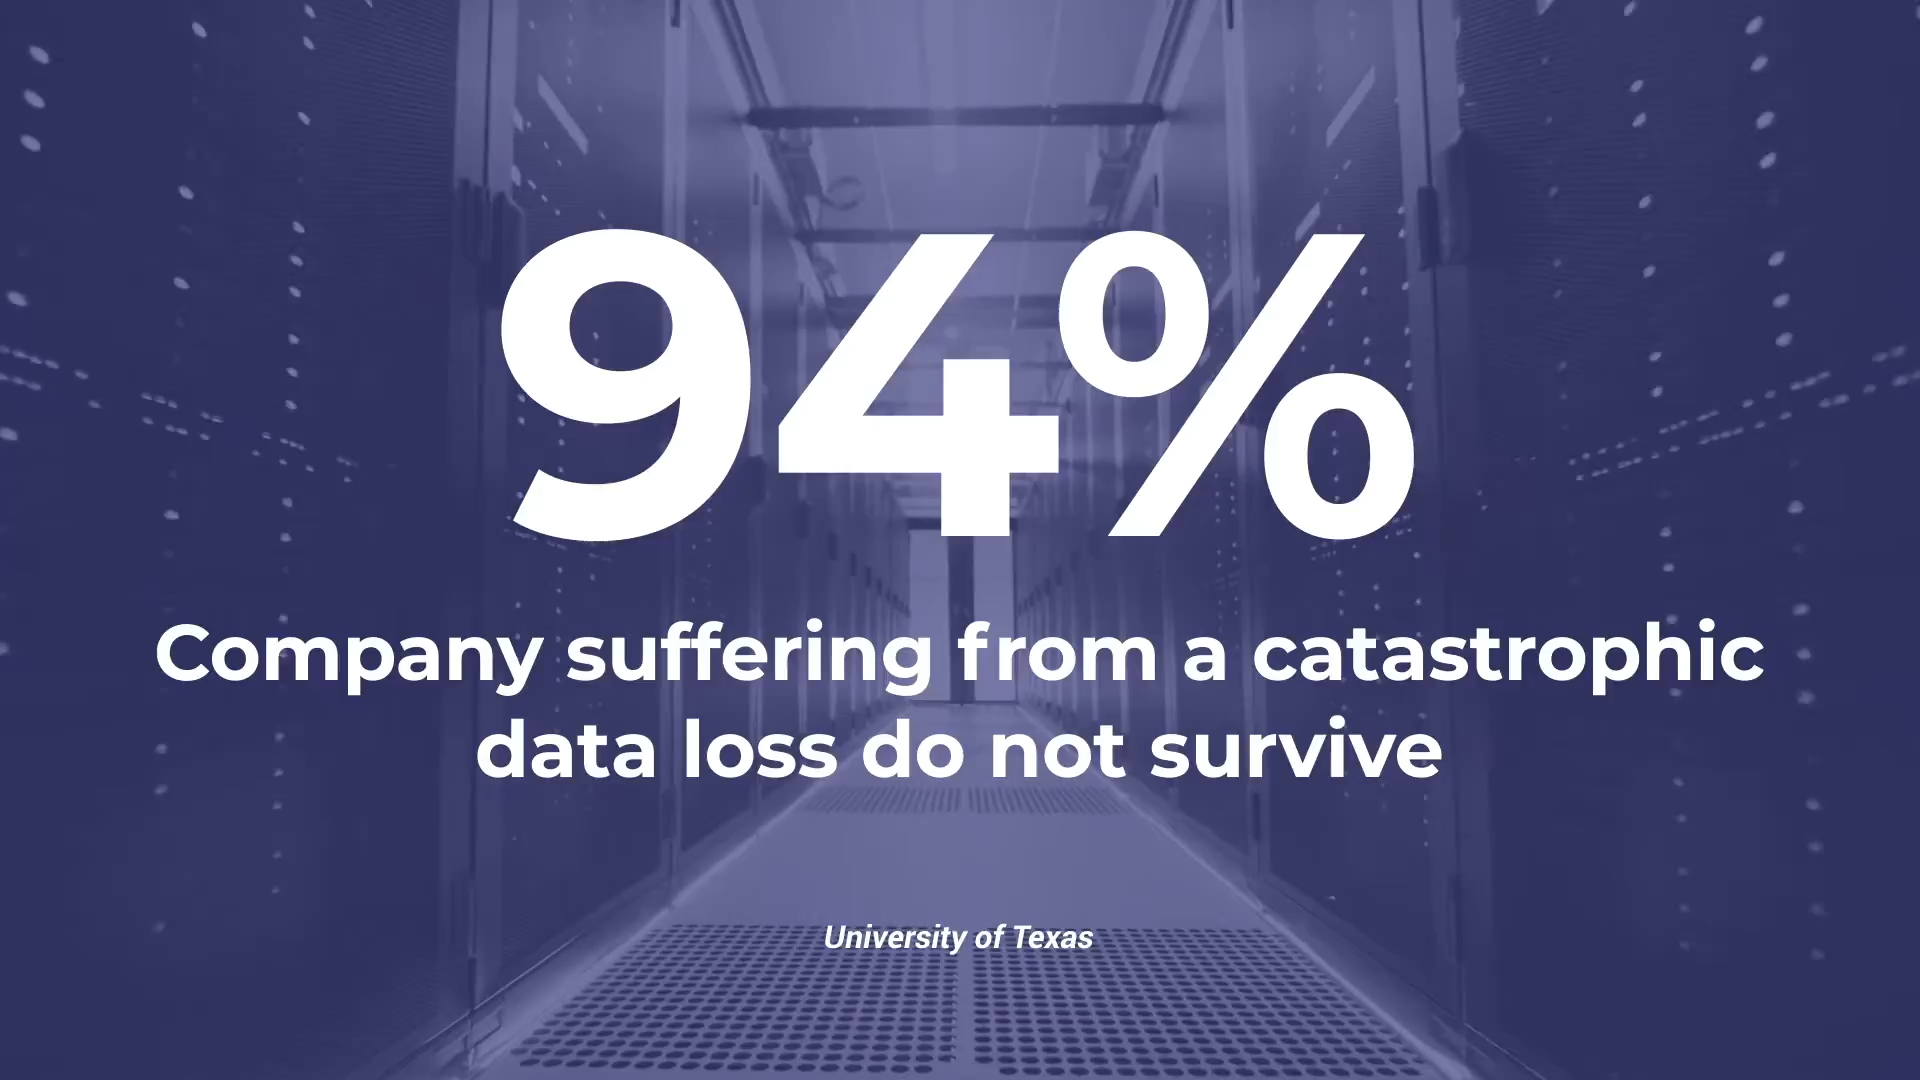 94%
Company suffering from a catastrophic
data loss do not survive
University of Texas